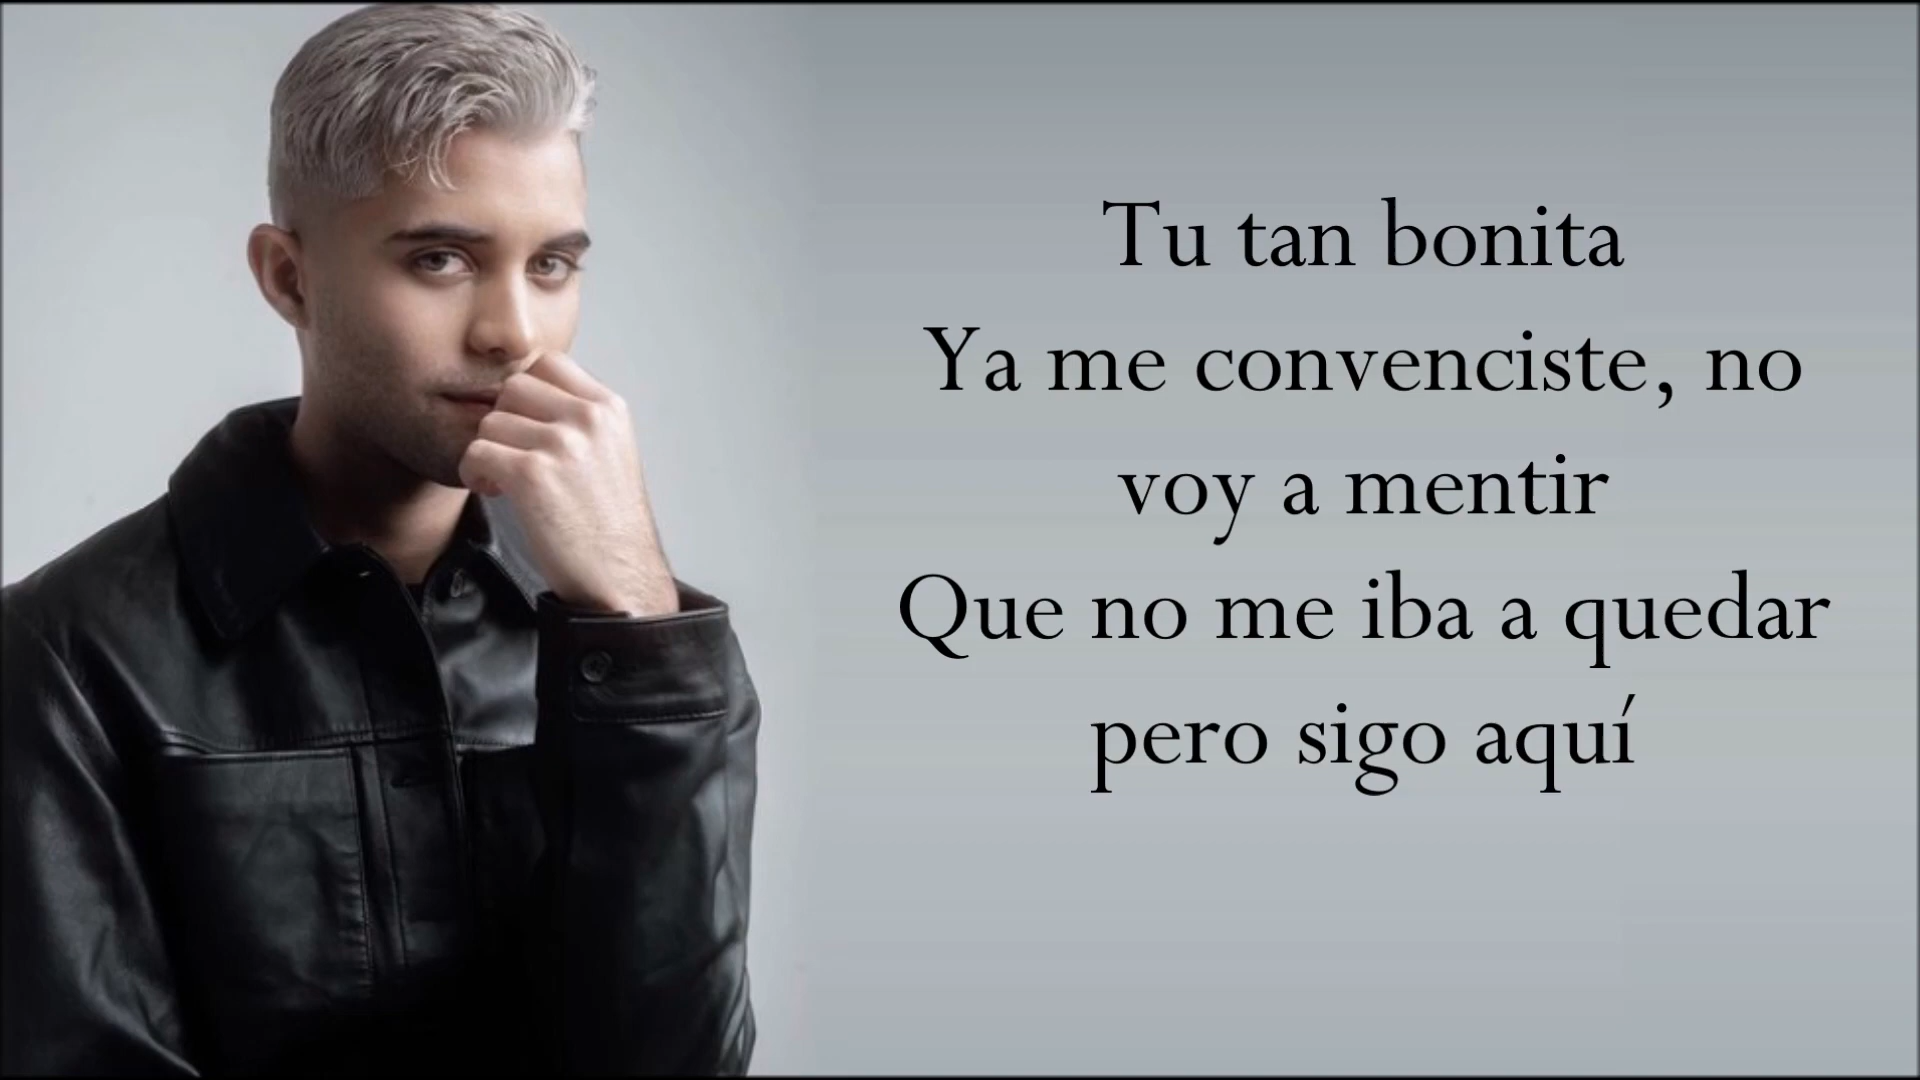 Tu tan bonita
Ya me convenciste, no
voy a mentir
Que no me iba a quedar
pero sigo aquí